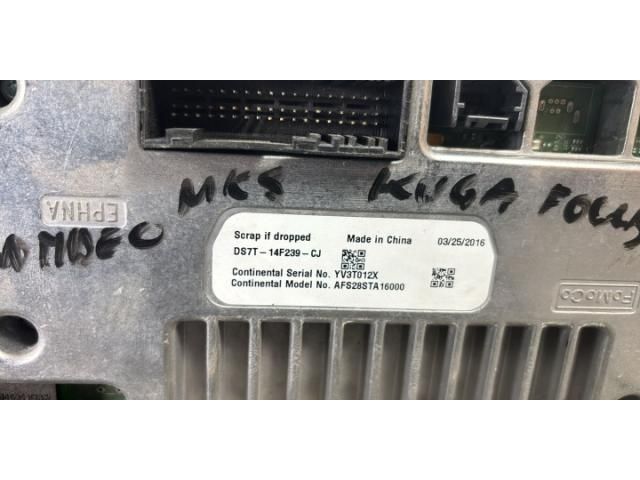 MKS KUGA FOCUS
EPHNA
MDEO
Scrap if dropped Made in China 03/25/2016
DS7T-14F239-CJ
Continental Serial No. YV3T012X
Continental Model No. AFS28STA16000
FoMoCo